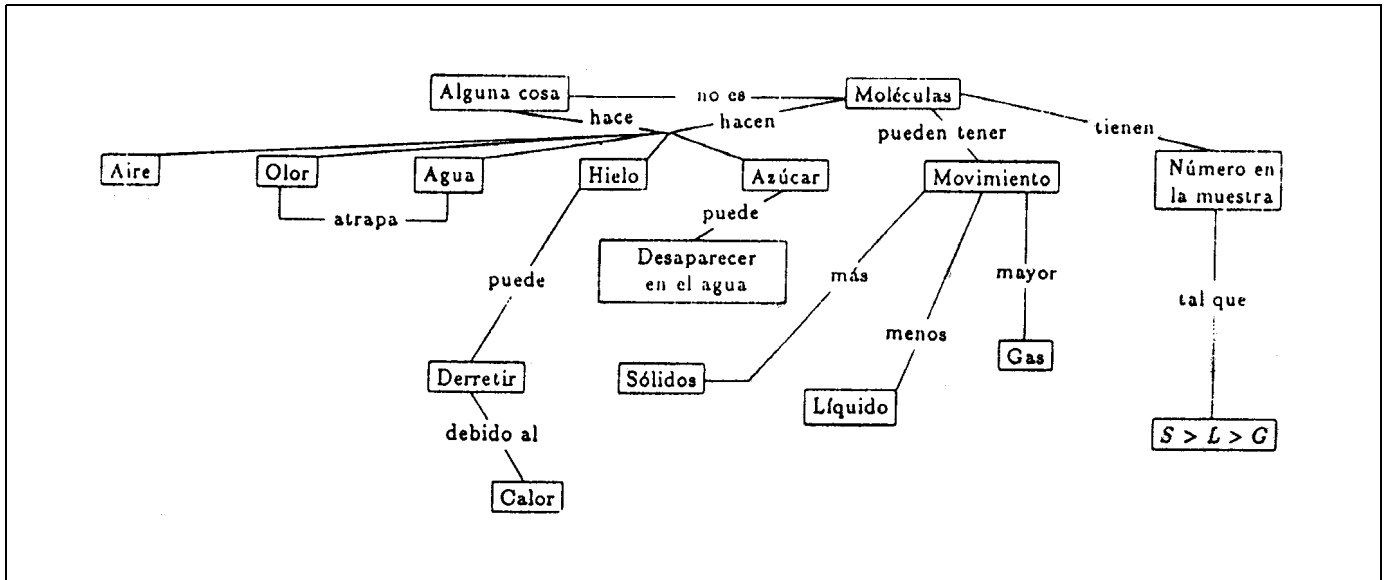 Alguna cosa
no es
Moléculas
hace
hacen
pueden tener
tienen
Aire
Olor
Agua
Hielo
Azúcar
Movimiento
Número en
la muestra
atrapa
puede
Desaparecer
en el agua
puede
más
mayor
tal que
menos
Gas
Derretir
Sólidos
Líquido
debido al
S > L > G
Calor